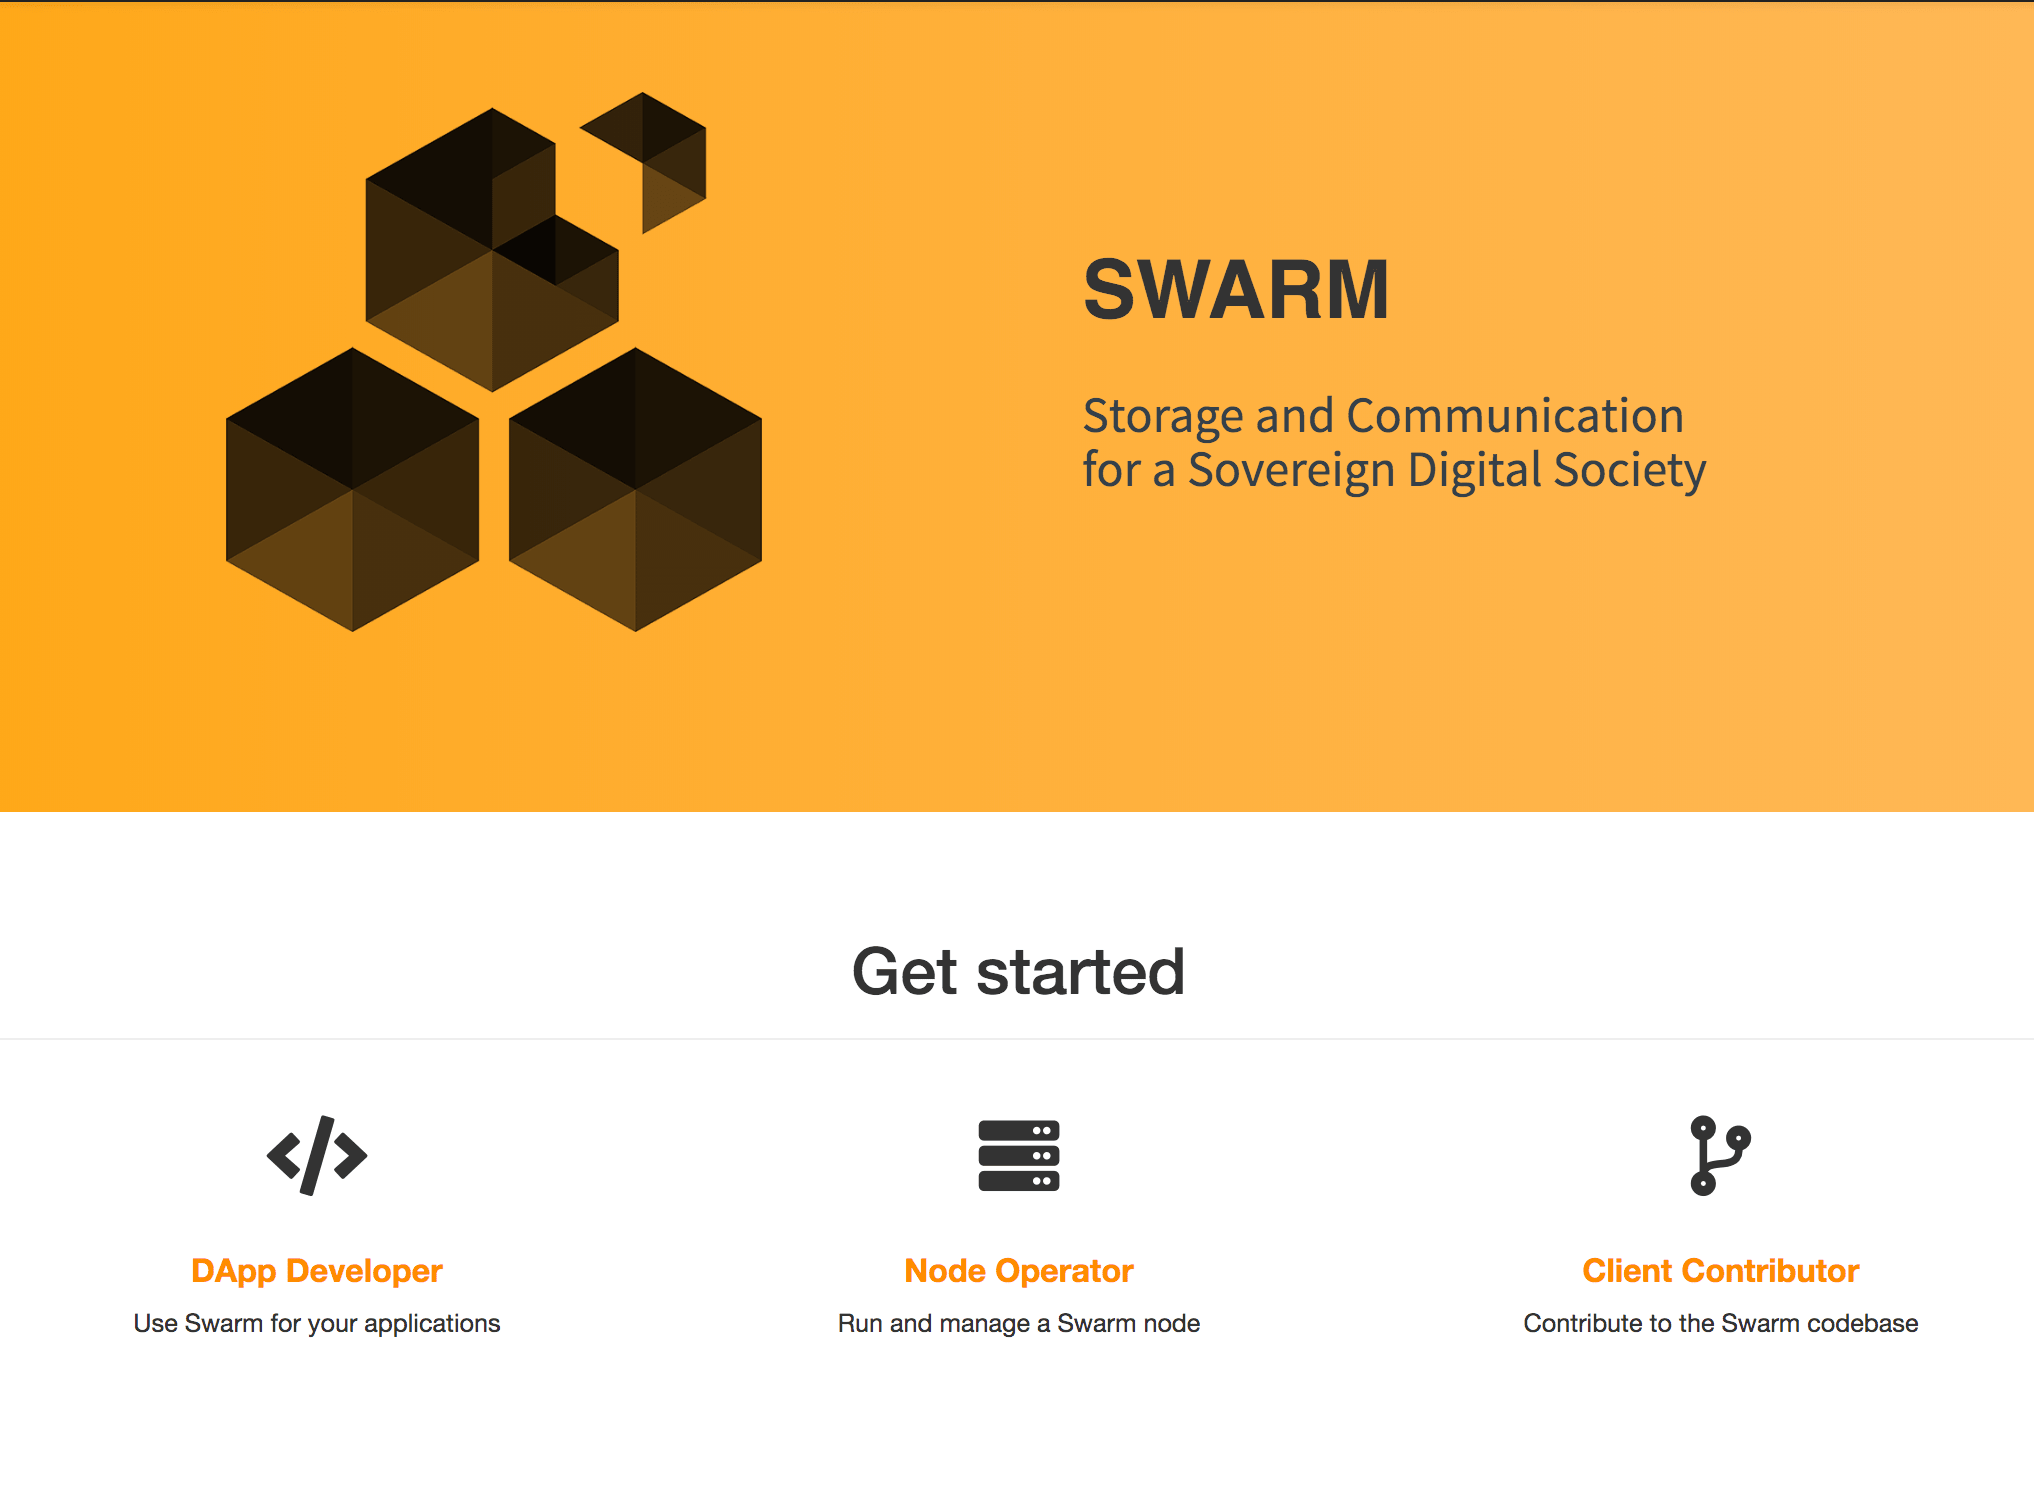 SWARM
Storage and Communication
for a Sovereign Digital Society
Get started
DApp Developer
Use Swarm for your applications
Node Operator
Run and manage a Swarm node
Client Contributor
Contribute to the Swarm codebase